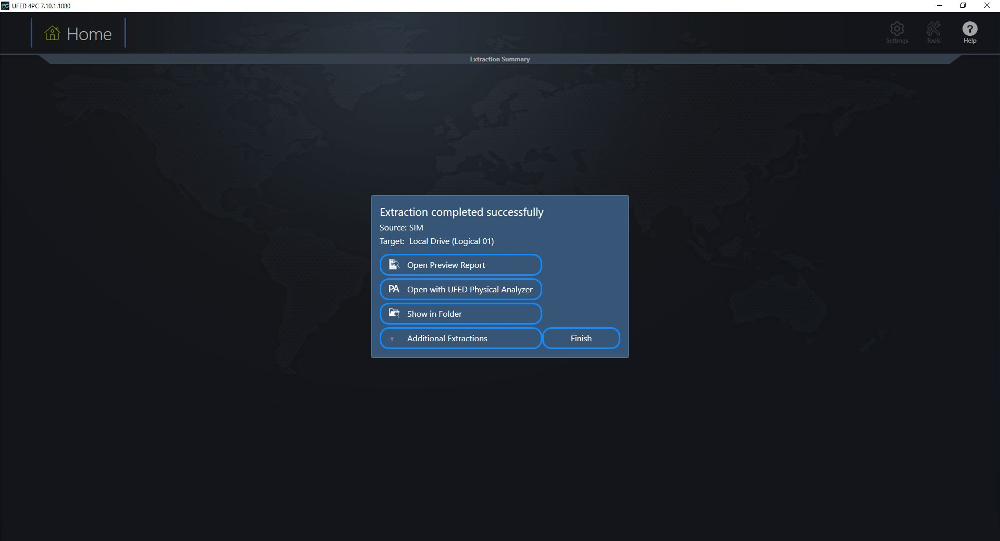 PC UFED 4PC 7.10.1.1080
Home
Settings
Tools
?
Help
Extraction Summary
Extraction completed successfully
Source: SIM
Target: Local Drive (Logical 01)
Open Preview Report
PA Open with UFED Physical Analyzer
Show in Folder
+ Additional Extractions
Finish